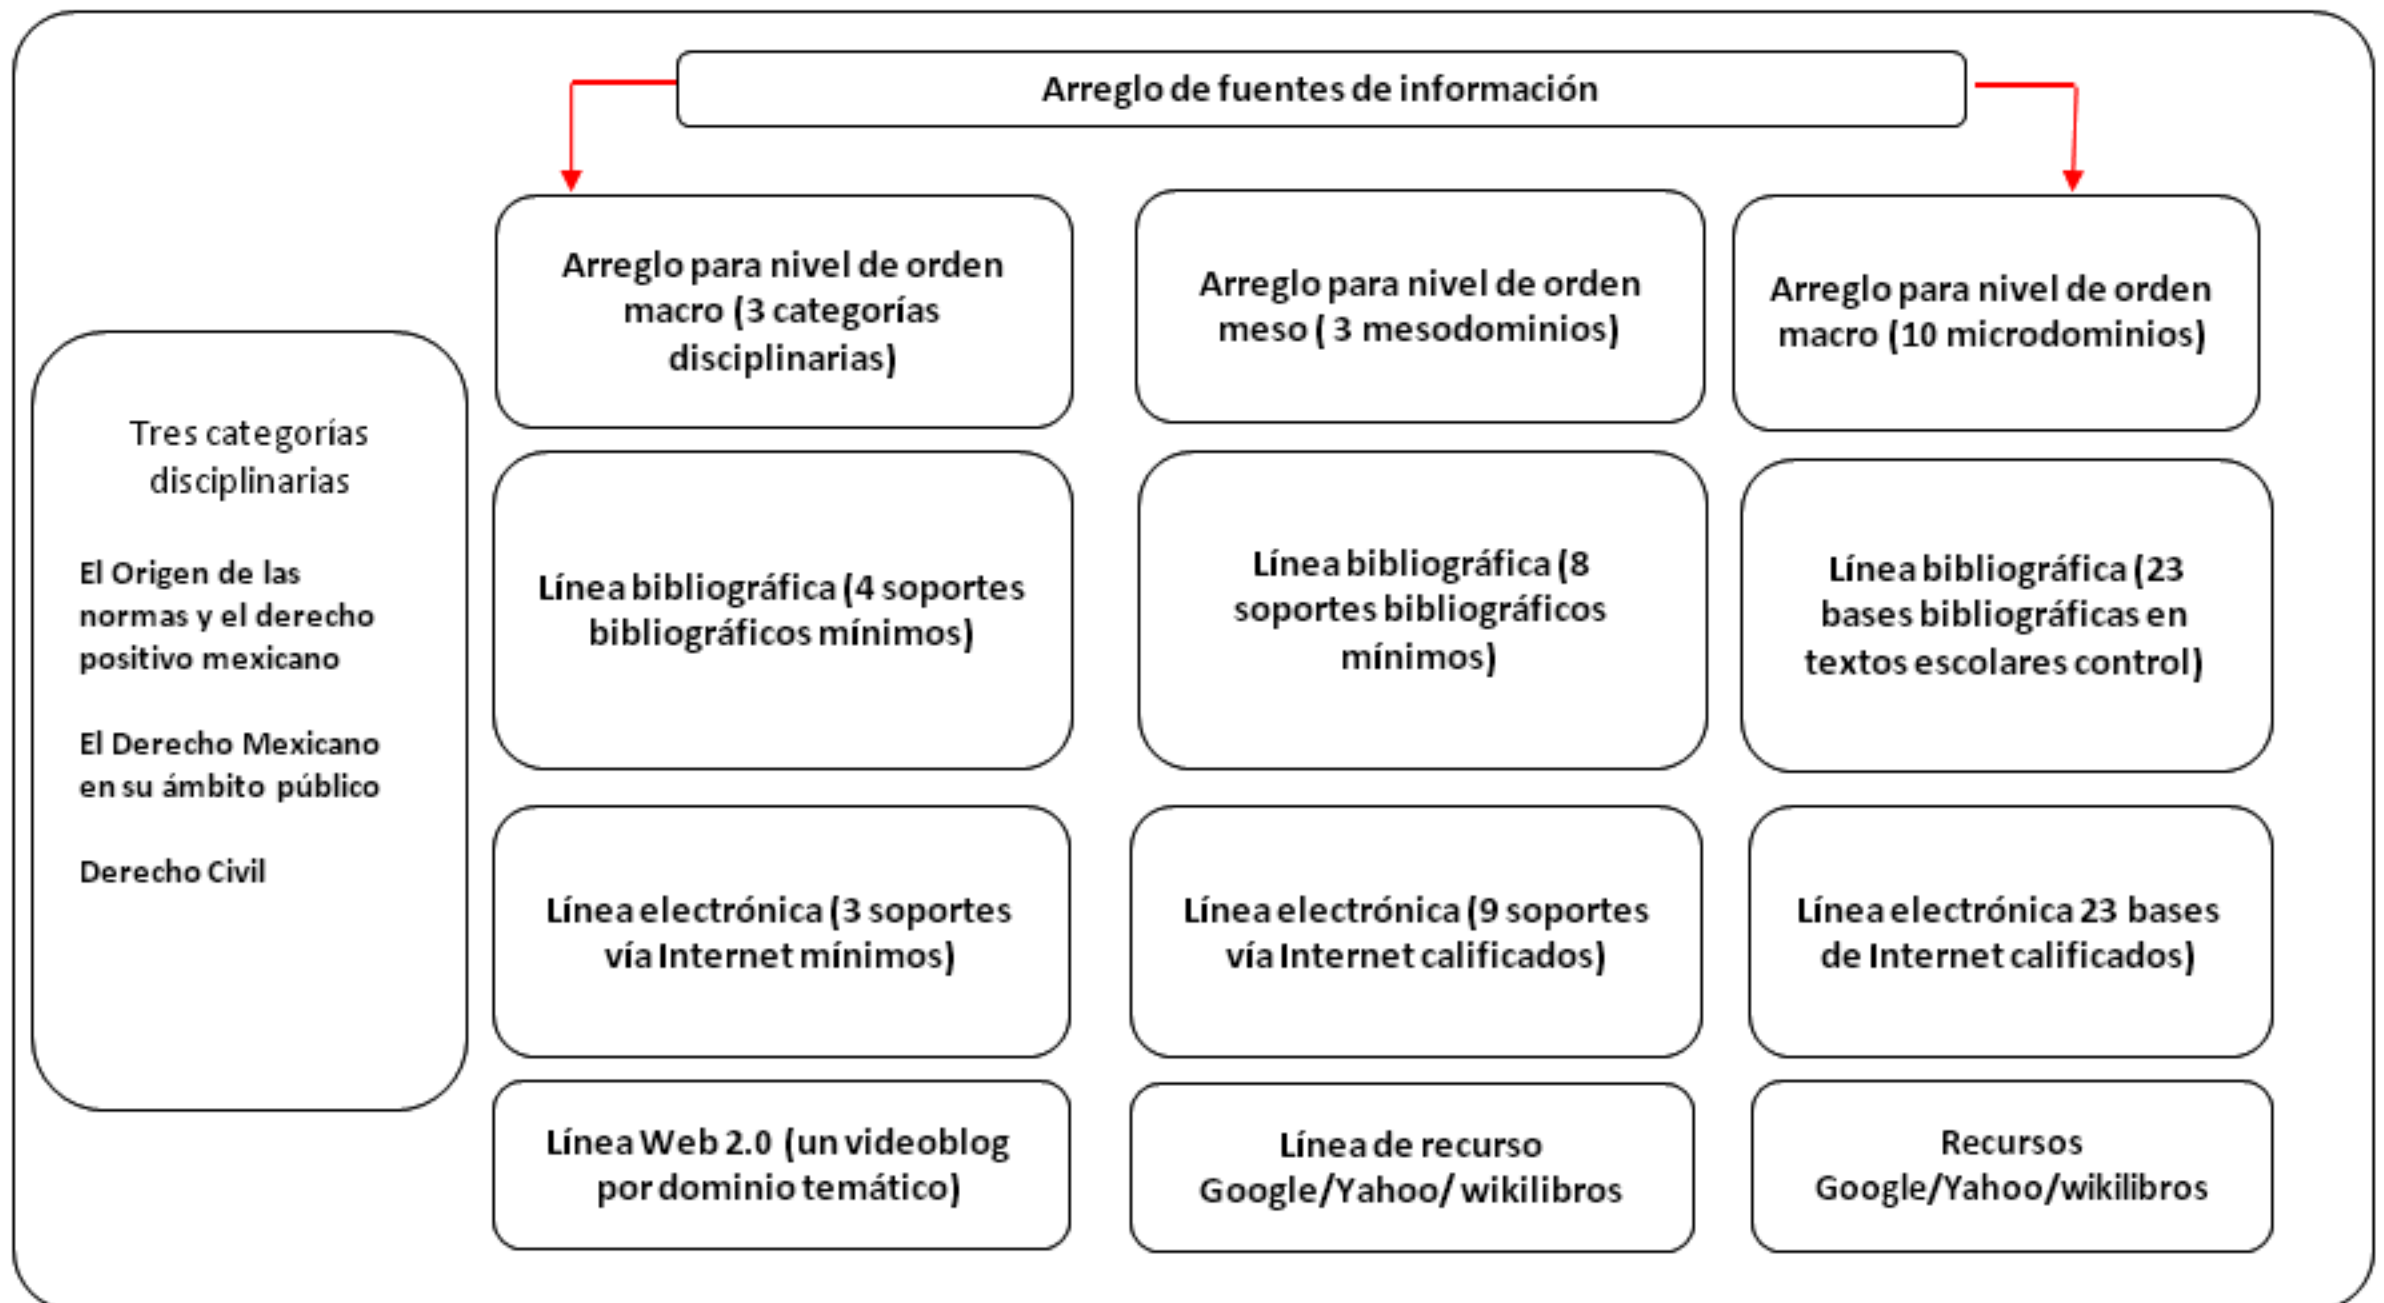 Arreglo de fuentes de información
Arreglo para nivel de orden
macro (3 categorías
disciplinarias)
Arreglo para nivel de orden
meso ( 3 mesodominios)
Arreglo para nivel de orden
macro (10 microdominios)
Tres categorías
disciplinarias
El Origen de las
normas y el derecho
positivo mexicano
El Derecho Mexicano
en su ámbito público
Derecho Civil
Línea bibliográfica (4 soportes
bibliográficos mínimos)
Línea bibliográfica (8
soportes bibliográficos
mínimos)
Línea bibliográfica (23
bases bibliográficas en
textos escolares control)
Línea electrónica (3 soportes
vía Internet mínimos)
Línea electrónica (9 soportes
vía Internet calificados)
Línea electrónica 23 bases
de Internet calificados)
Línea Web 2.0 (un videoblog
por dominio temático)
Línea de recurso
Google/Yahoo/ wikilibros
Recursos
Google/Yahoo/wikilibros